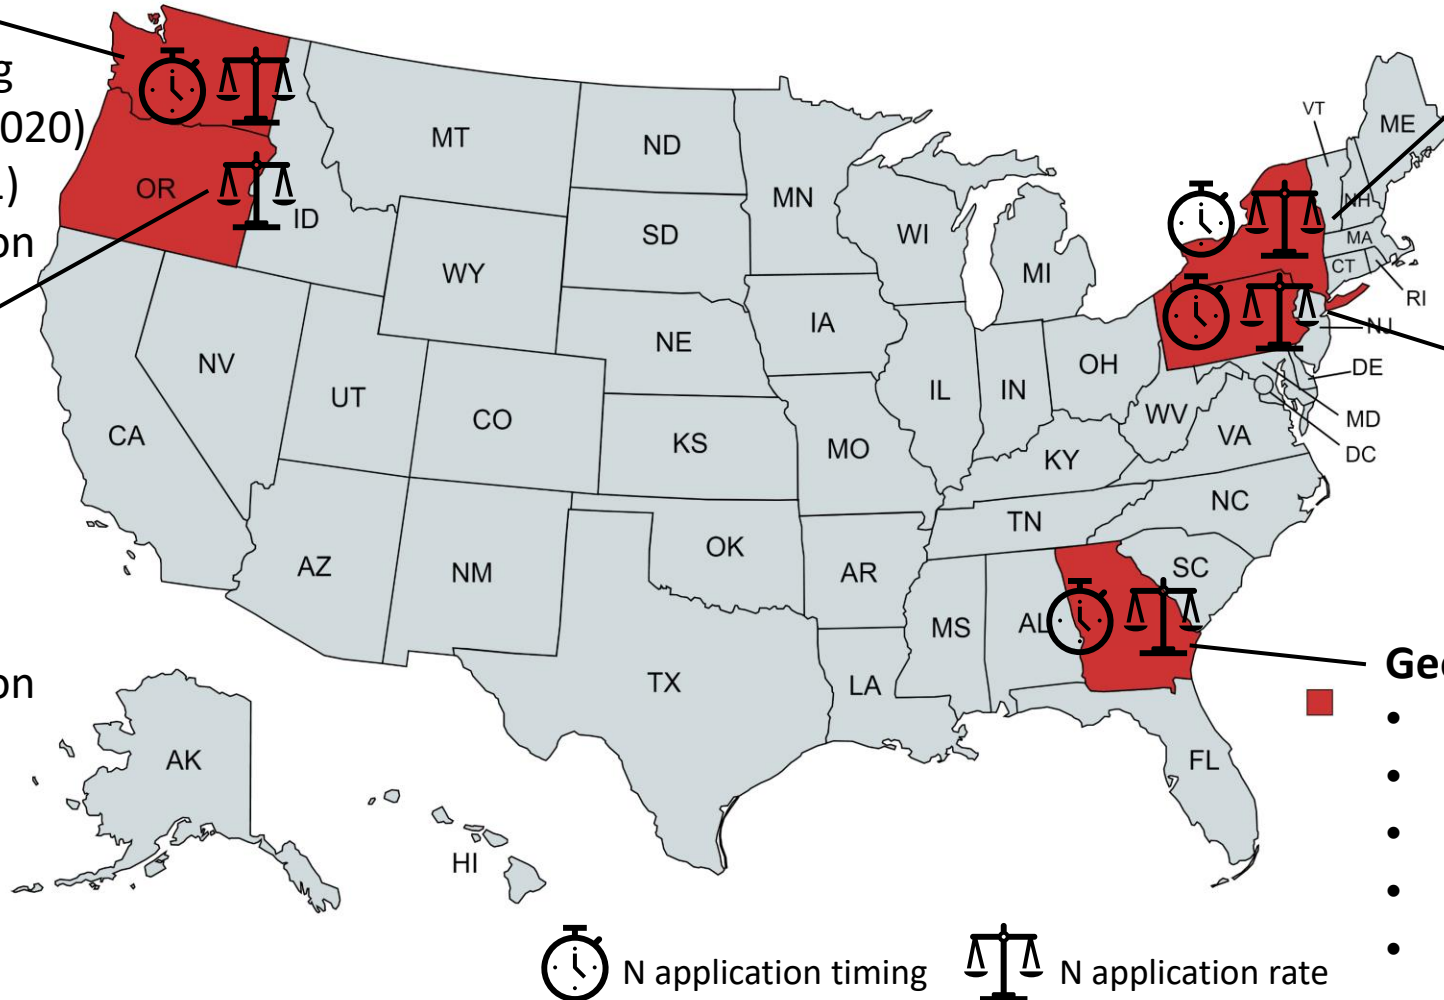 g
020)
L)
on
on
VT
ME
MT
ND
OR
MN
NH
ID
SD
WI
MA
WY
MI
CT
RI
IA
NJ
NE
NV
OH
DE
UT
IL
IN
CO
WV
MD
CA
KS
MO
VA
DC
KY
NC
TN
OK
AZ
NM
AR
SC
MS
AL
TX
LA
Geo
AK
FL
HI
N application timing
N application rate